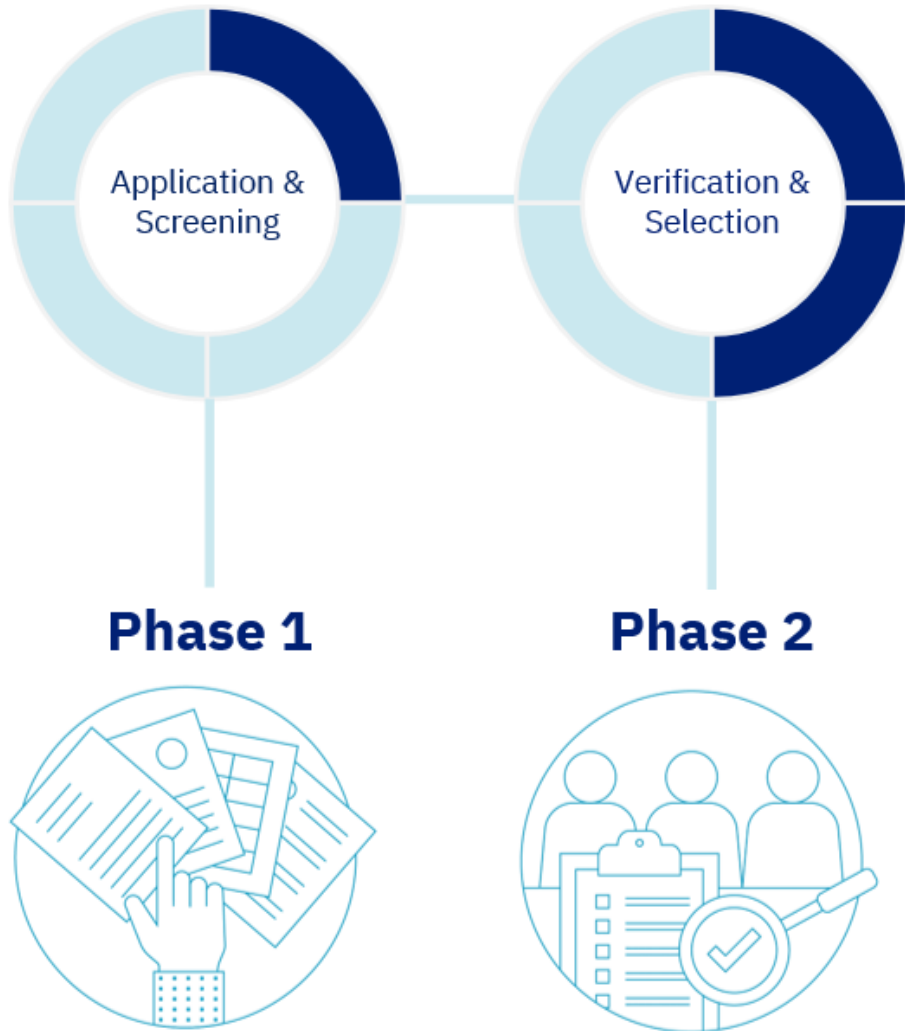 Application &
Screening
Verification &
Selection
Phase 1
Phase 2